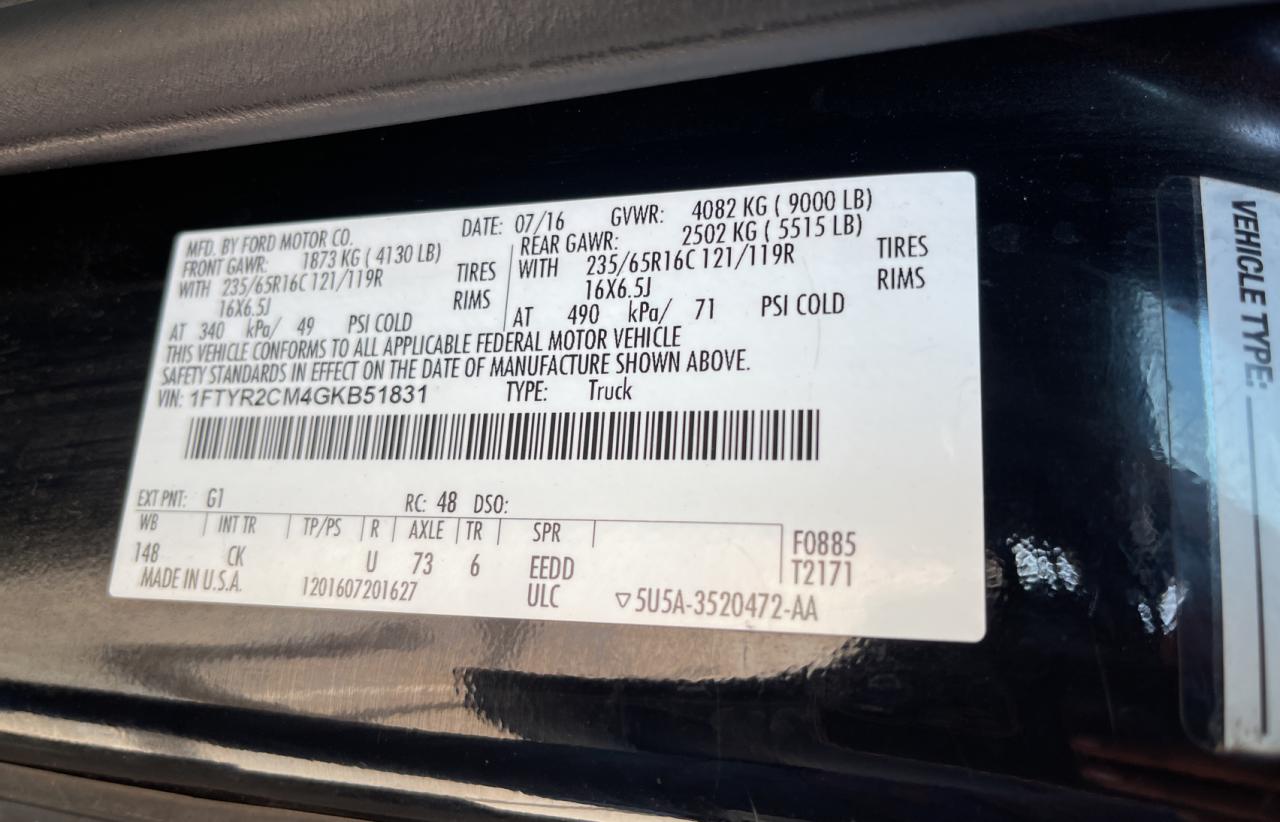 MFD. BY FORD MOTOR CO. DATE: 07/16 GVWR: 4082 KG ( 9000 LB)
FRONT GAWR: 1873 KG ( 4130 LB) REAR GAWR: 2502 KG ( 5515 LB)
WITH 235/65R16C 121/119R TIRES WITH 235/65R16C 121/119R TIRES
16X6.5J RIMS 16X6.5J RIMS
AT 340 kPa/ 49 PSI COLD AT 490 kPa/ 71 PSI COLD
THIS VEHICLE CONFORMS TO ALL APPLICABLE FEDERAL MOTOR VEHICLE
SAFETY STANDARDS IN EFFECT ON THE DATE OF MANUFACTURE SHOWN ABOVE.
VIN: 1FTYR2CM4GKB51831 TYPE: Truck
EXT PNT: G1 RC: 48 DSO:
WB INT TR TP/PS R AXLE TR SPR F0885
148 CK U 73 6 EEDD T2171
MADE IN U.S.A. 1201607201627 ULC ▽5U5A-3520472-AA
VEHICLE TYPE: